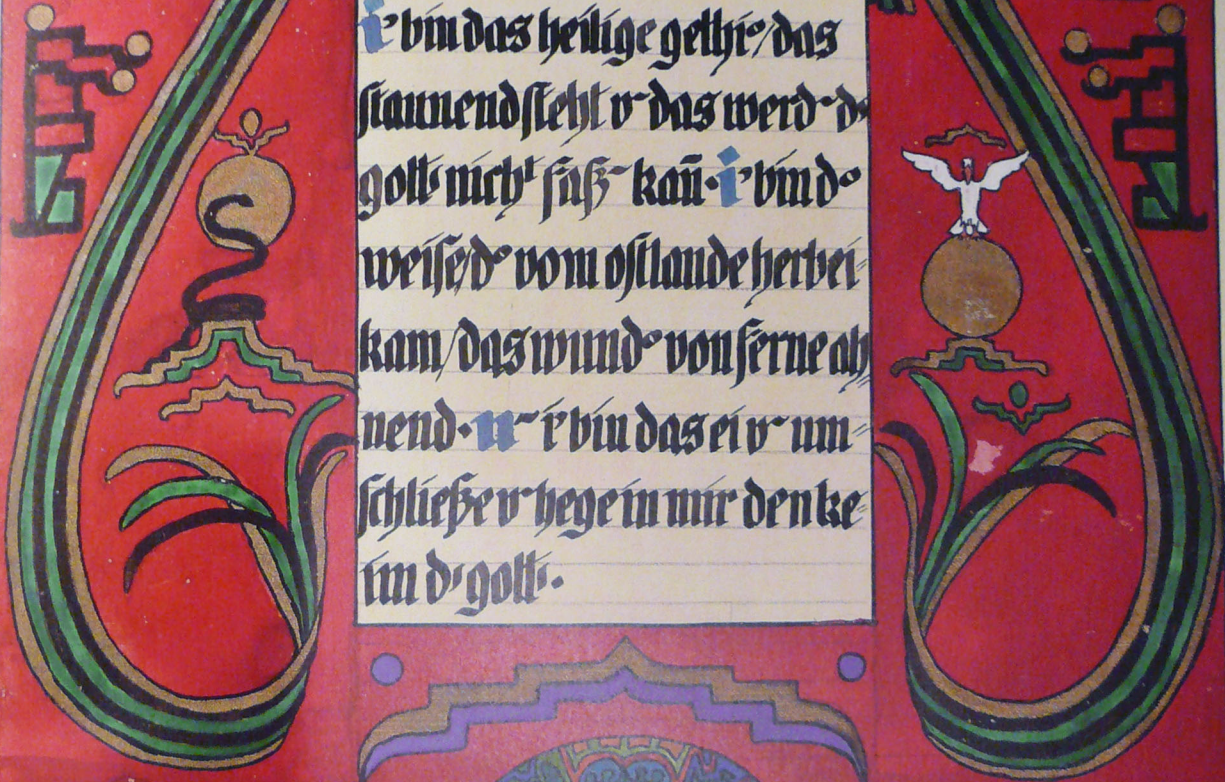 i' bin das heilige gethi°/das
staunend steht v̄ das werd~ d~
gott' nicht faß~ kañ · i' bin d°
weise/d° vom ostlande herbei=
kam/das wund° von ferne ah=
nend · u~ i' bin das ei v~ um=
schließe v~ hege in mir den ke=
im d' gott' ·